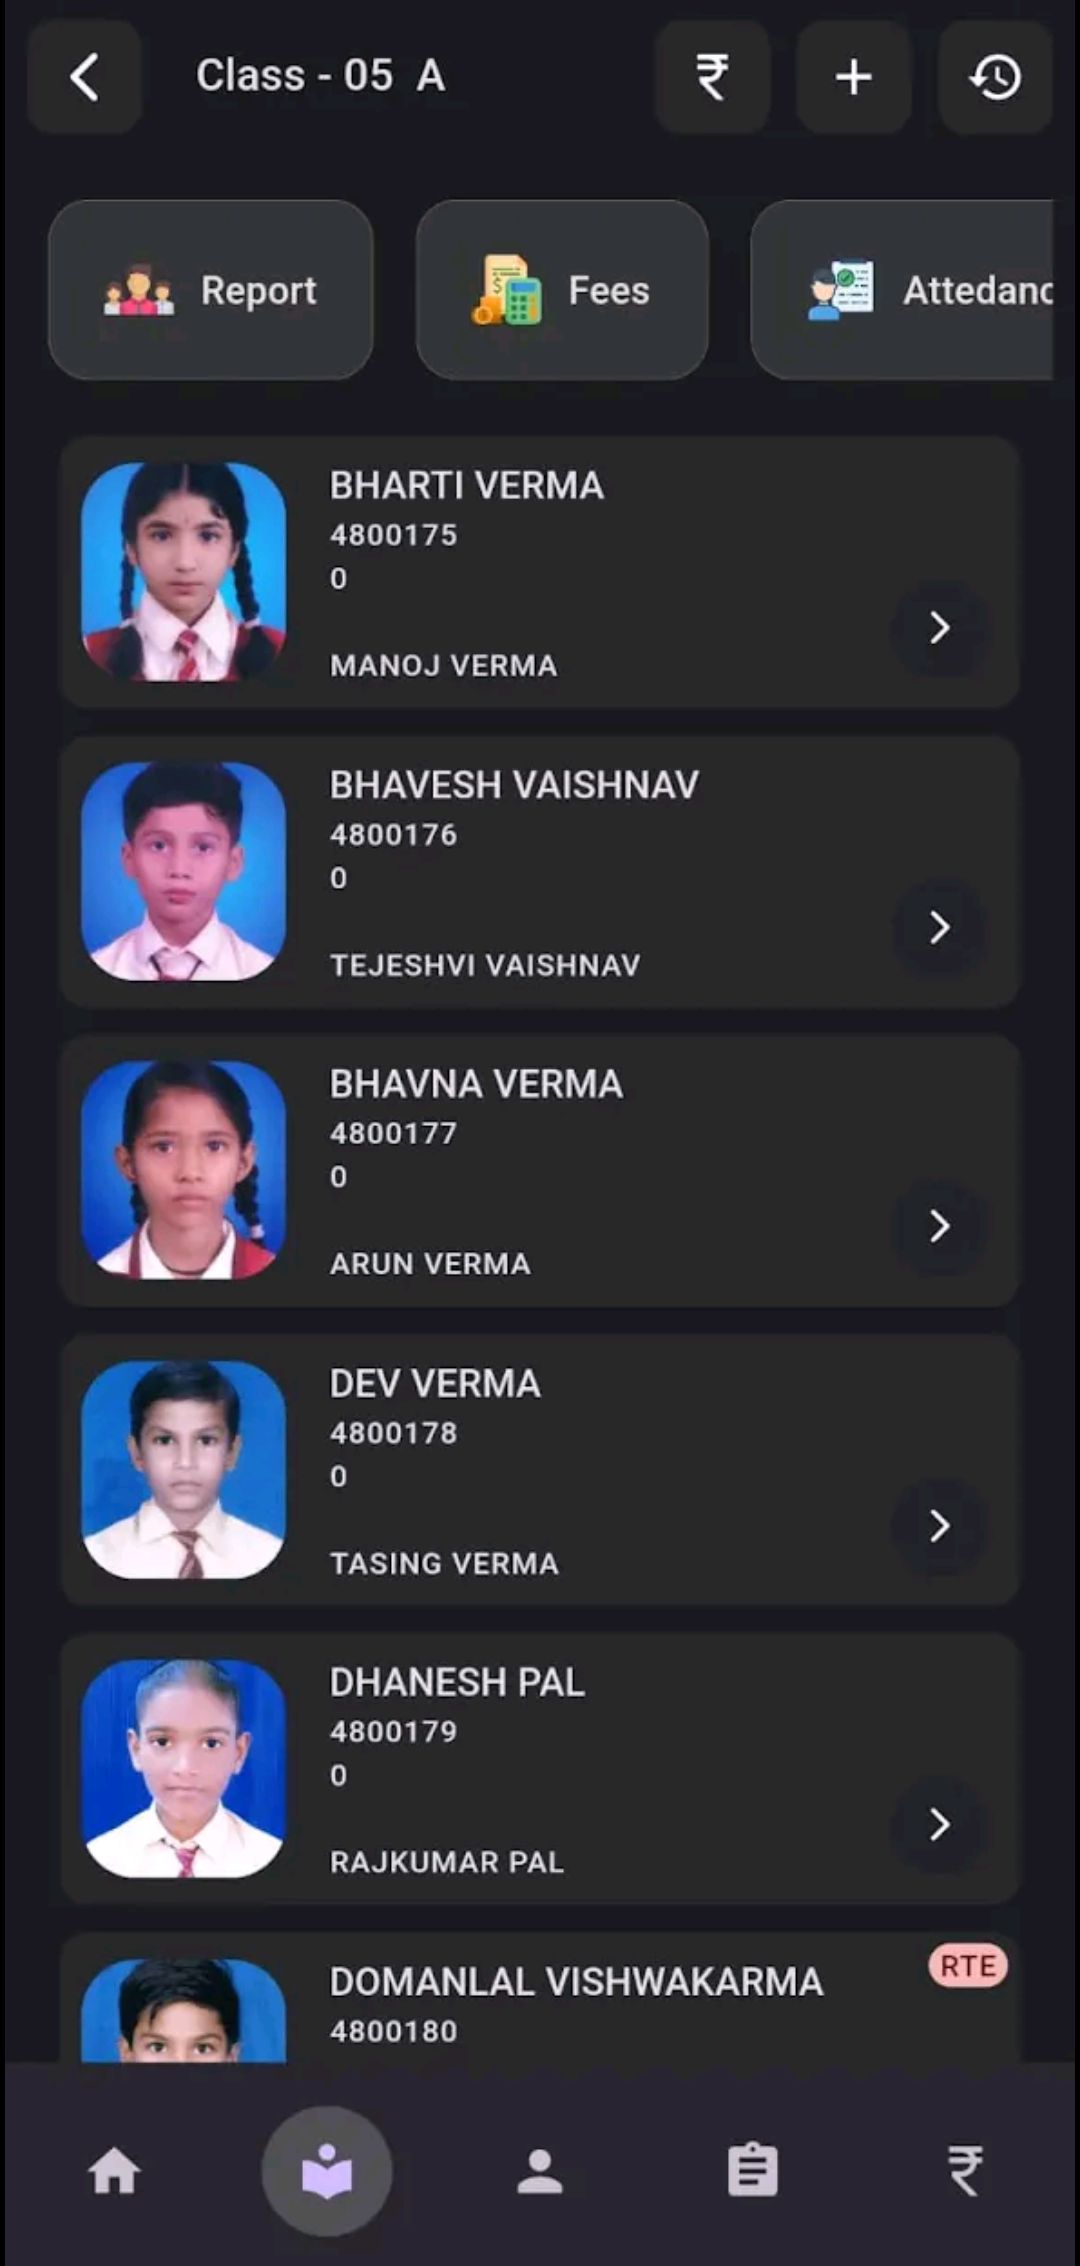 Class - 05 A
Report
Fees
Attedanc
BHARTI VERMA
4800175
0
MANOJ VERMA
BHAVESH VAISHNAV
4800176
0
TEJESHVI VAISHNAV
BHAVNA VERMA
4800177
0
ARUN VERMA
DEV VERMA
4800178
0
TASING VERMA
DHANESH PAL
4800179
0
RAJKUMAR PAL
RTE
DOMANLAL VISHWAKARMA
4800180